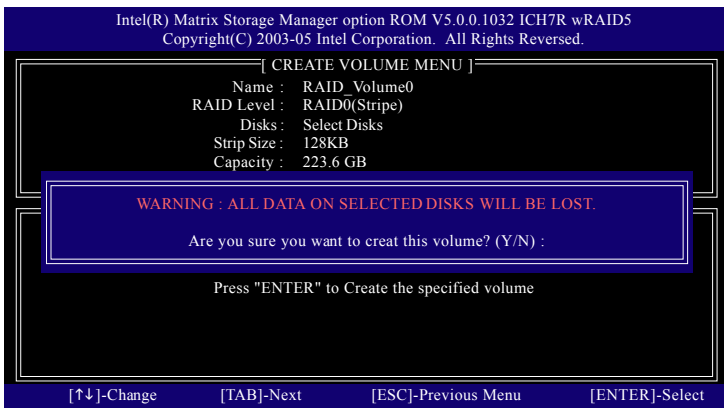 Intel(R) Matrix Storage Manager option ROM V5.0.0.1032 ICH7R wRAID5
Copyright(C) 2003-05 Intel Corporation. All Rights Reversed.
[ CREATE VOLUME MENU ]
Name : RAID_Volume0
RAID Level : RAID0(Stripe)
Disks : Select Disks
Strip Size : 128KB
Capacity : 223.6 GB
WARNING : ALL DATA ON SELECTED DISKS WILL BE LOST.
Are you sure you want to creat this volume? (Y/N) :
Press "ENTER" to Create the specified volume
[↑↓]-Change [TAB]-Next [ESC]-Previous Menu [ENTER]-Select